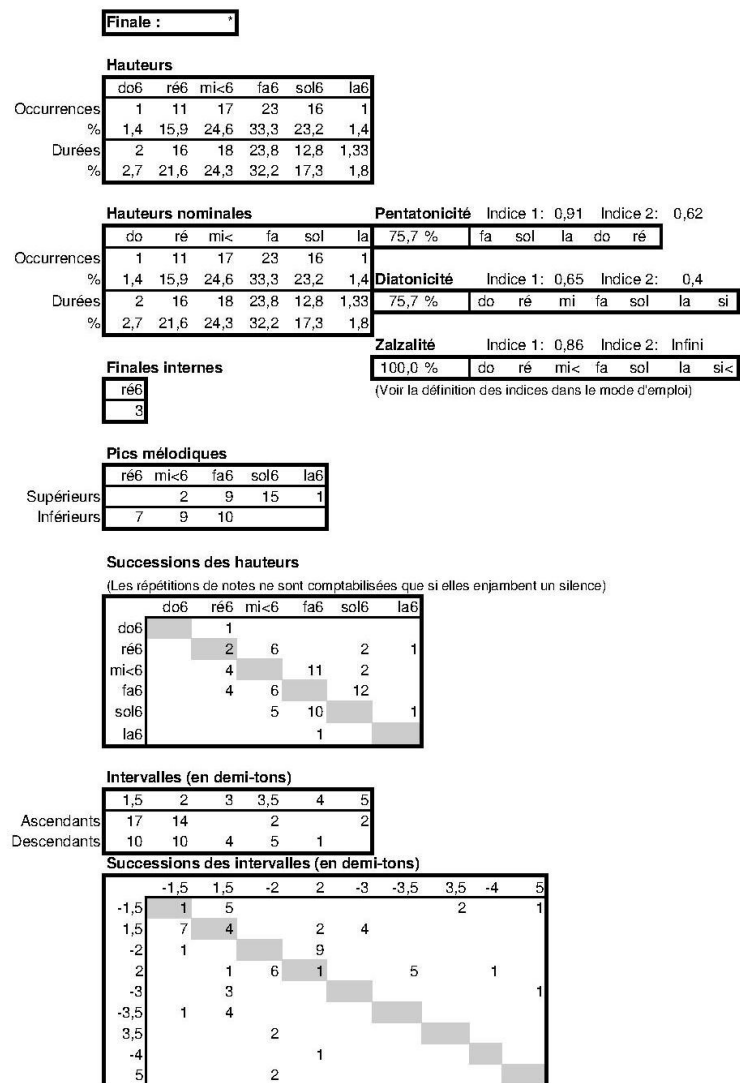 Finale : *
Hauteurs
do6 ré6 mi<6 fa6 sol6 la6
Occurrences 1 11 17 23 16 1
% 1,4 15,9 24,6 33,3 23,2 1,4
Durées 2 16 18 23,8 12,8 1,33
% 2,7 21,6 24,3 32,2 17,3 1,8
Hauteurs nominales Pentatonicité Indice 1: 0,91 Indice 2: 0,62
do ré mi< fa sol la 75,7 % fa sol la do ré
Occurrences 1 11 17 23 16 1
% 1,4 15,9 24,6 33,3 23,2 1,4 Diatonicité Indice 1: 0,65 Indice 2: 0,4
Durées 2 16 18 23,8 12,8 1,33 75,7 % do ré mi fa sol la si
% 2,7 21,6 24,3 32,2 17,3 1,8
Zalzalité Indice 1: 0,86 Indice 2: Infini
Finales internes 100,0 % do ré mi< fa sol la si<
ré6 (Voir la définition des indices dans le mode d'emploi)
3
Pics mélodiques
ré6 mi<6 fa6 sol6 la6
Supérieurs 2 9 15 1
Inférieurs 7 9 10
Successions des hauteurs
(Les répétitions de notes ne sont comptabilisées que si elles enjambent un silence)
do6 ré6 mi<6 fa6 sol6 la6
do6 1
ré6 2 6 2 1
mi<6 4 11 2
fa6 4 6 12
sol6 5 10 1
la6 1
Intervalles (en demi-tons)
1,5 2 3 3,5 4 5
Ascendants 17 14 2 2
Descendants 10 10 4 5 1
Successions des intervalles (en demi-tons)
-1,5 1,5 -2 2 -3 -3,5 3,5 -4 5
-1,5 1 5 2 1
1,5 7 4 2 4
-2 1 9
2 1 6 1 5 1
-3 3 1
-3,5 1 4
3,5 2
-4 1
5 2